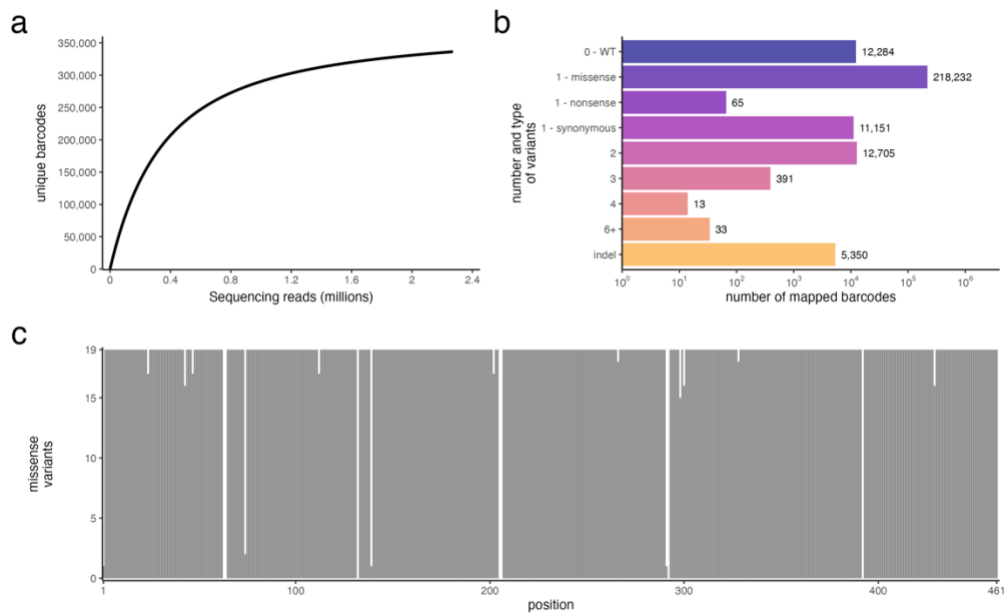 a
unique barcodes
350,000
300,000
250,000
200,000
150,000
100,000
50,000
0
0 0.4 0.8 1.2 1.6 2 2.4
Sequencing reads (millions)
b
number and type
of variants
0 - WT 12,284
1 - missense 218,232
1 - nonsense 65
1 - synonymous 11,151
2 12,705
3 391
4 13
6+ 33
indel 5,350
10⁰ 10¹ 10² 10³ 10⁴ 10⁵ 10⁶
number of mapped barcodes
c
missense
variants
19
15
10
5
0
1 100 200 300 400 461
position